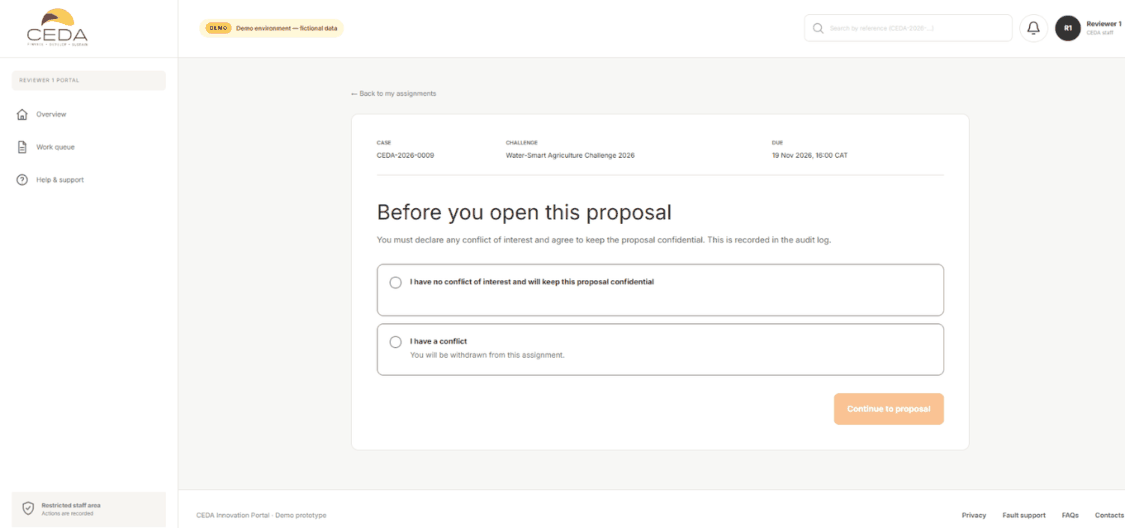 CEDA
DEMO Demo environment — fictional data
Search by reference (CEDA-2026-...)
R1
Reviewer 1
CEDA staff
REVIEWER 1 PORTAL
Overview
Work queue
Help & support
← Back to my assignments
CASE
CEDA-2026-0009
CHALLENGE
Water-Smart Agriculture Challenge 2026
DUE
19 Nov 2026, 16:00 CAT
Before you open this proposal
You must declare any conflict of interest and agree to keep the proposal confidential. This is recorded in the audit log.
I have no conflict of interest and will keep this proposal confidential
I have a conflict
You will be withdrawn from this assignment.
Continue to proposal
Restricted staff area
Actions are recorded
CEDA Innovation Portal · Demo prototype
Privacy
Fault support
FAQs
Contacts